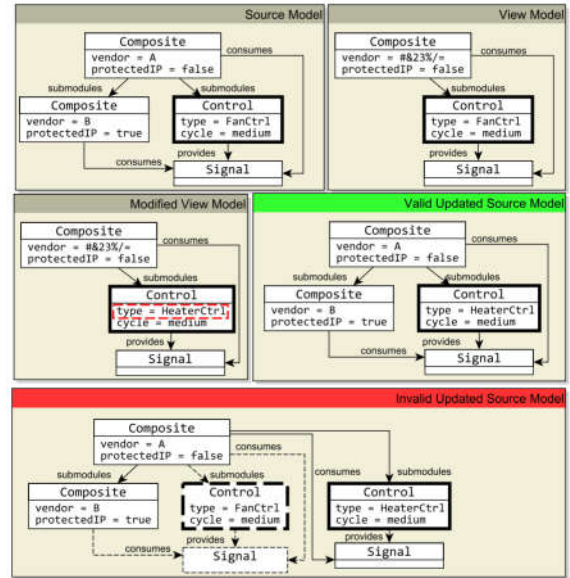 Source Model
Composite
vendor = A
protectedIP = false
consumes
submodules
submodules
Composite
vendor = B
protectedIP = true
Control
type = FanCtrl
cycle = medium
provides
consumes
Signal
View Model
Composite
vendor = #&23%/=
protectedIP = false
consumes
submodules
Control
type = FanCtrl
cycle = medium
provides
Signal
Modified View Model
Composite
vendor = #&23%/=
protectedIP = false
consumes
submodules
Control
type = HeaterCtrl
cycle = medium
provides
Signal
Valid Updated Source Model
Composite
vendor = A
protectedIP = false
consumes
submodules
submodules
Composite
vendor = B
protectedIP = true
Control
type = HeaterCtrl
cycle = medium
provides
consumes
Signal
Invalid Updated Source Model
Composite
vendor = A
protectedIP = false
consumes
submodules
submodules
consumes
submodules
Composite
vendor = B
protectedIP = true
Control
type = FanCtrl
cycle = medium
Control
type = HeaterCtrl
cycle = medium
provides
consumes
Signal
provides
Signal